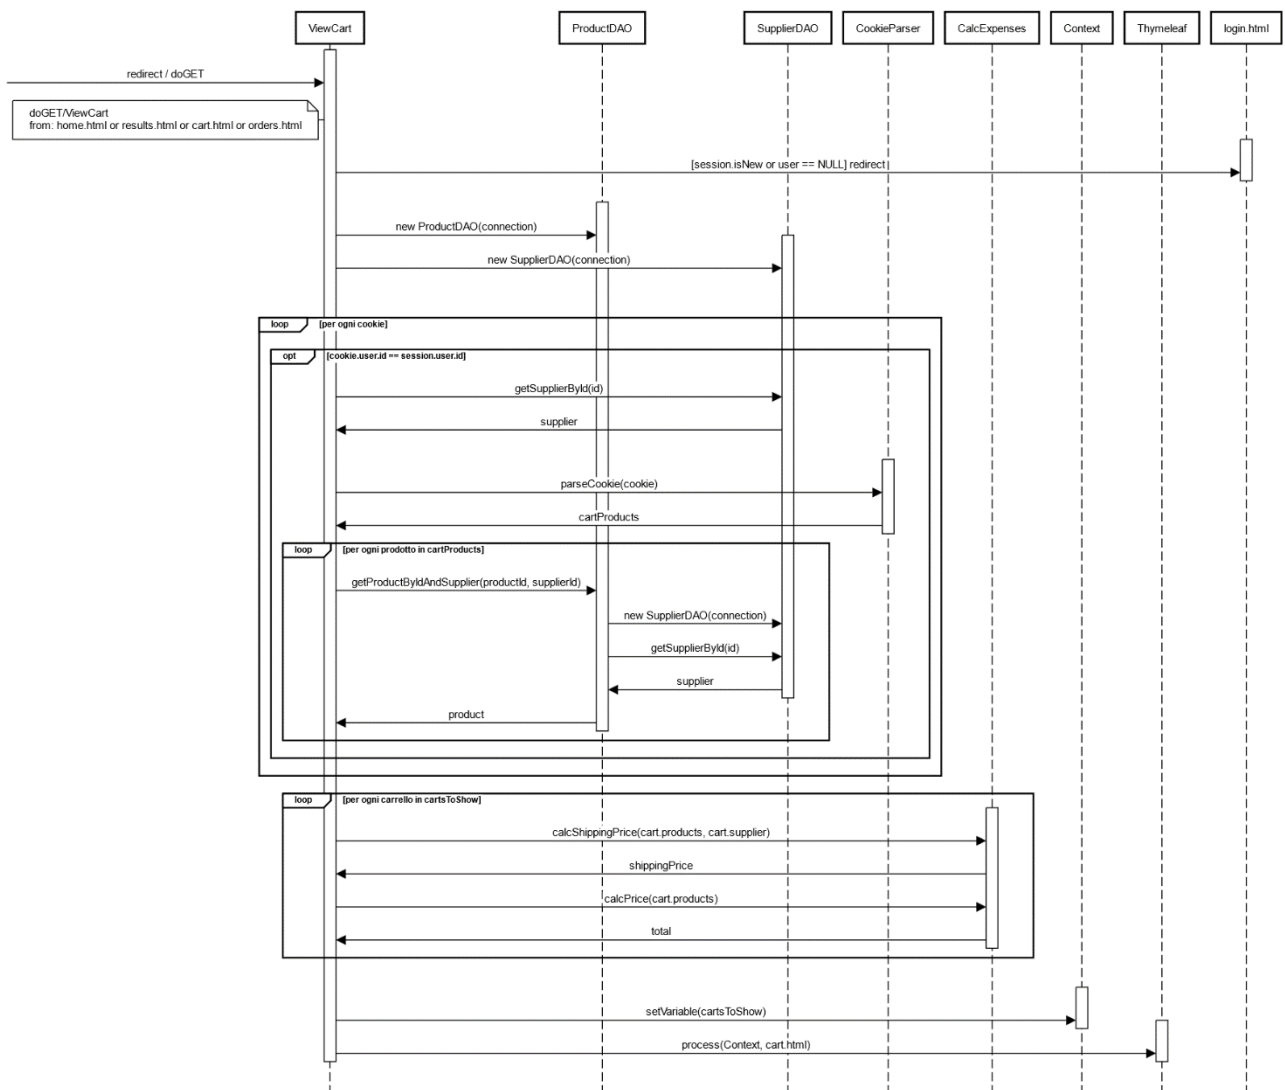 ViewCart
ProductDAO
SupplierDAO
CookieParser
CalcExpenses
Context
Thymeleaf
login.html
redirect / doGET
doGET/ViewCart
from: home.html or results.html or cart.html or orders.html
[session.isNew or user == NULL] redirect
new ProductDAO(connection)
new SupplierDAO(connection)
loop [per ogni cookie]
opt [cookie.user.id == session.user.id]
getSupplierById(id)
supplier
parseCookie(cookie)
cartProducts
loop [per ogni prodotto in cartProducts]
getProductByIdAndSupplier(productId, supplierId)
new SupplierDAO(connection)
getSupplierById(id)
supplier
product
loop [per ogni carrello in cartsToShow]
calcShippingPrice(cart.products, cart.supplier)
shippingPrice
calcPrice(cart.products)
total
setVariable(cartsToShow)
process(Context, cart.html)